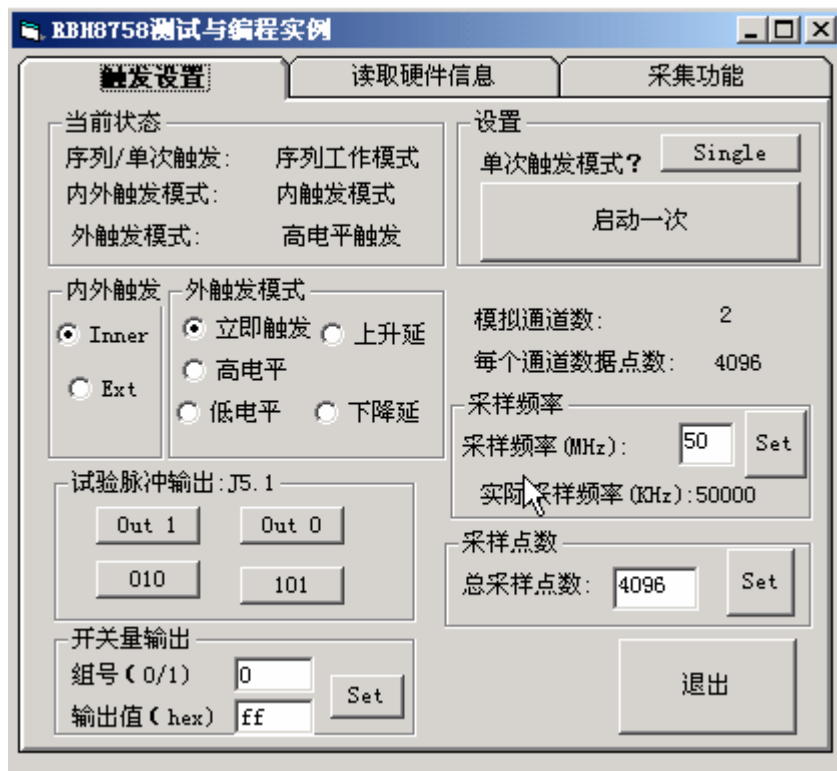 RBH8758测试与编程实例
触发设置
读取硬件信息
采集功能
当前状态
序列/单次触发: 序列工作模式
内外触发模式: 内触发模式
外触发模式: 高电平触发
设置
单次触发模式? Single
启动一次
内外触发
Inner
Ext
外触发模式
立即触发 上升延
高电平
低电平 下降延
模拟通道数: 2
每个通道数据点数: 4096
采样频率
采样频率(MHz): 50 Set
实际采样频率(KHz):50000
试验脉冲输出:J5.1
Out 1 Out 0
010 101
采样点数
总采样点数: 4096 Set
开关量输出
组号(0/1) 0
输出值(hex) ff
Set
退出